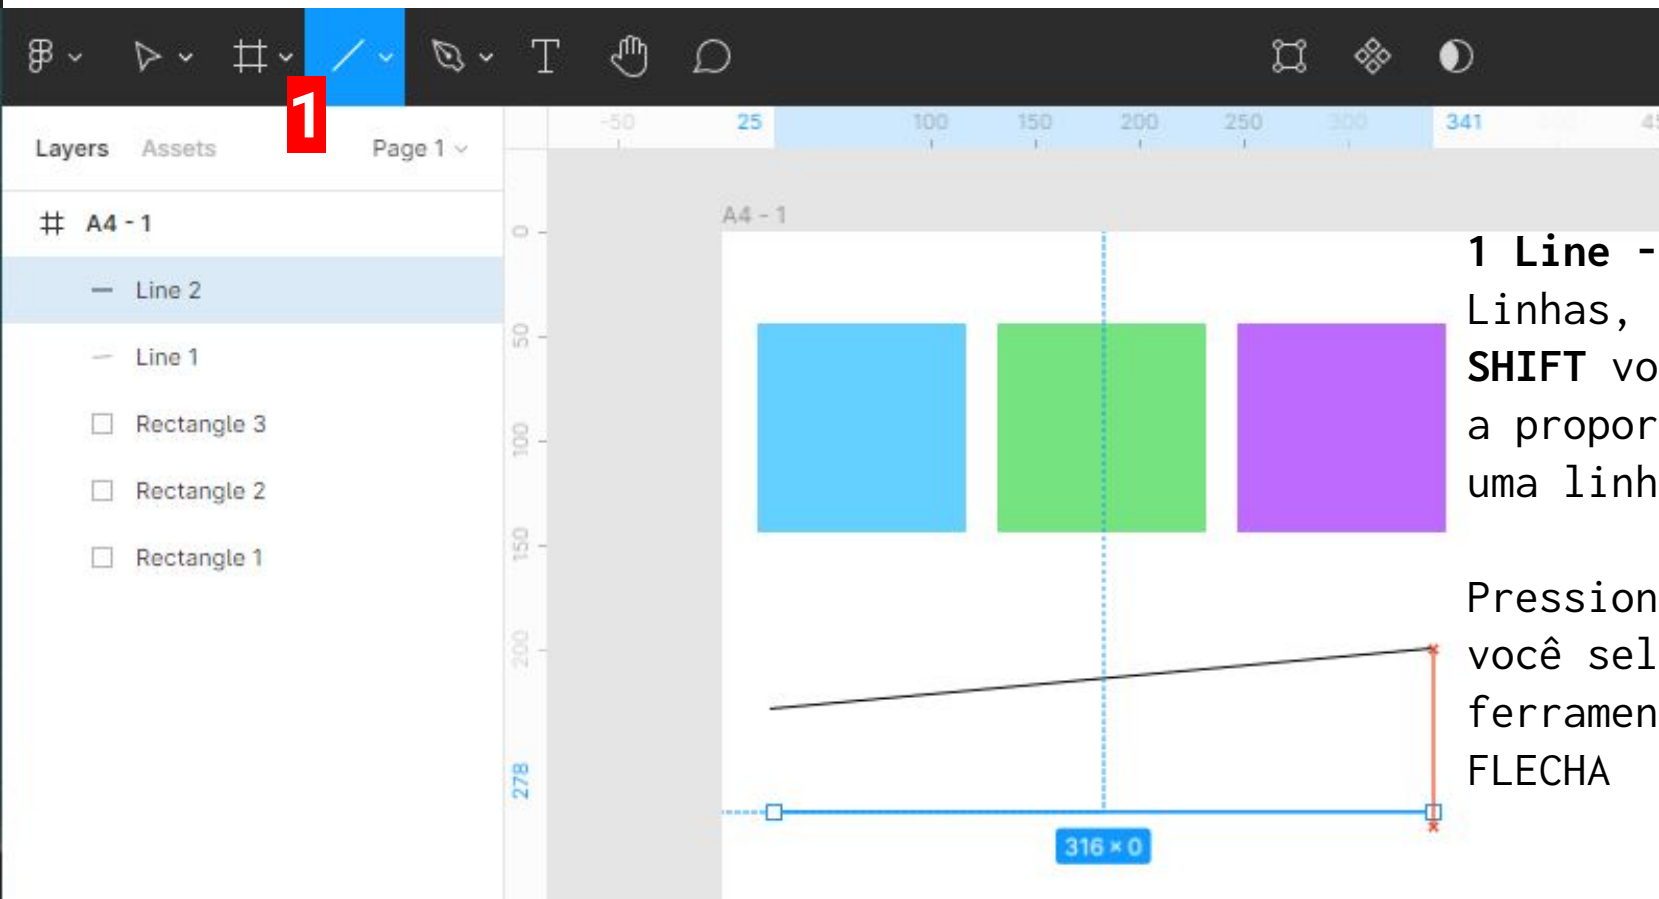 T
1
Layers Assets Page 1
-50 25 100 150 200 250 300 341
A4 - 1
Line 2
Line 1
Rectangle 3
Rectangle 2
Rectangle 1
0
50
100
150
200
278
A4 - 1
316 × 0
1 Line -
Linhas,
SHIFT vo
a propor
uma linh
Pression
você sel
ferramen
FLECHA